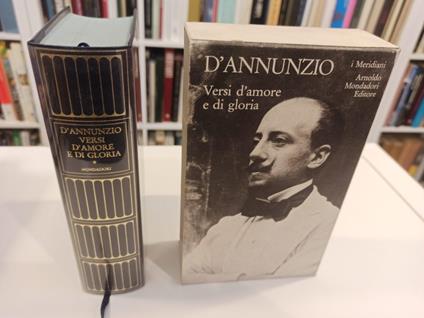 D'ANNUNZIO
VERSI
D'AMORE
E DI GLORIA
*
MONDADORI
D'ANNUNZIO
Versi d'amore
e di gloria
i Meridiani
Arnoldo
Mondadori
Editore